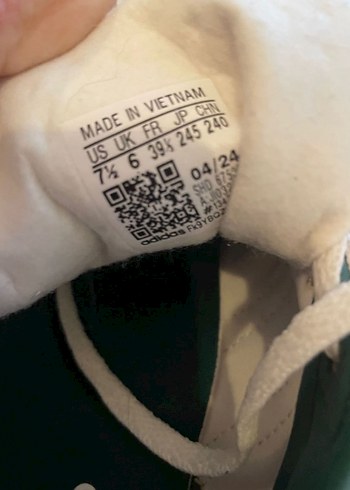 MADE IN VIETNAM
US UK FR JP CHN
7½ 6 39⅓ 245 240
04/24
adidas